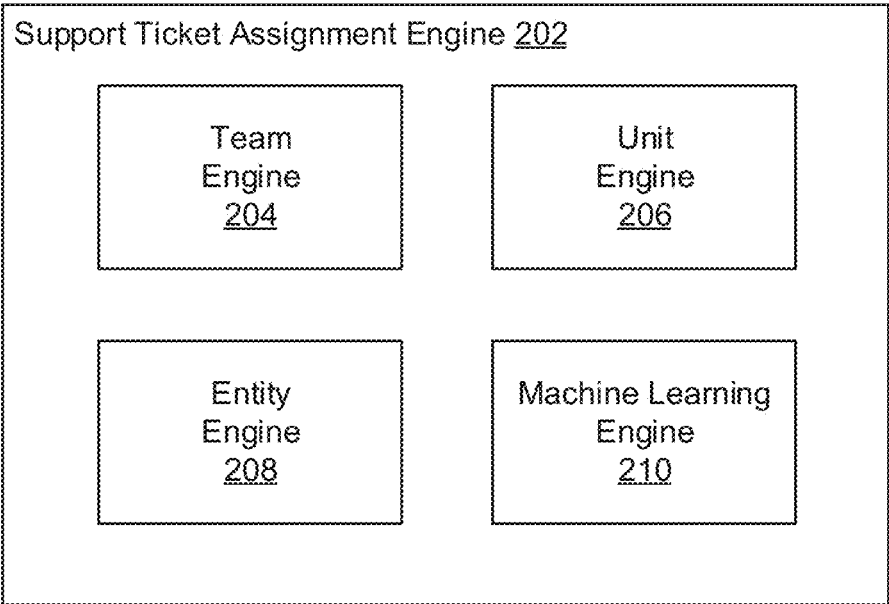 Support Ticket Assignment Engine 202
Team
Engine
204
Unit
Engine
206
Entity
Engine
208
Machine Learning
Engine
210